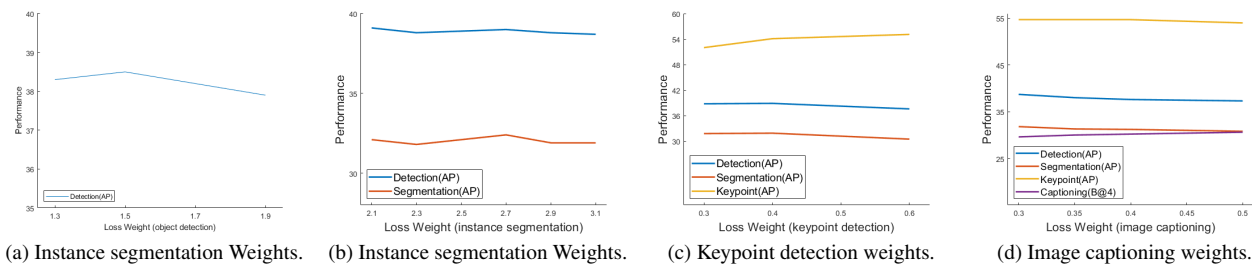 40
39
38
37
36
35
Performance
Detection(AP)
1.3 1.5 1.7 1.9
Loss Weight (object detection)
(a) Instance segmentation Weights.
40
38
36
34
32
30
Performance
Detection(AP)
Segmentation(AP)
2.1 2.3 2.5 2.7 2.9 3.1
Loss Weight (instance segmentation)
(b) Instance segmentation Weights.
60
54
48
42
36
30
Performance
Detection(AP)
Segmentation(AP)
Keypoint(AP)
0.3 0.4 0.5 0.6
Loss Weight (keypoint detection)
(c) Keypoint detection weights.
55
45
35
25
Performance
Detection(AP)
Segmentation(AP)
Keypoint(AP)
Captioning(B@4)
0.3 0.35 0.4 0.45 0.5
Loss Weight (image captioning)
(d) Image captioning weights.